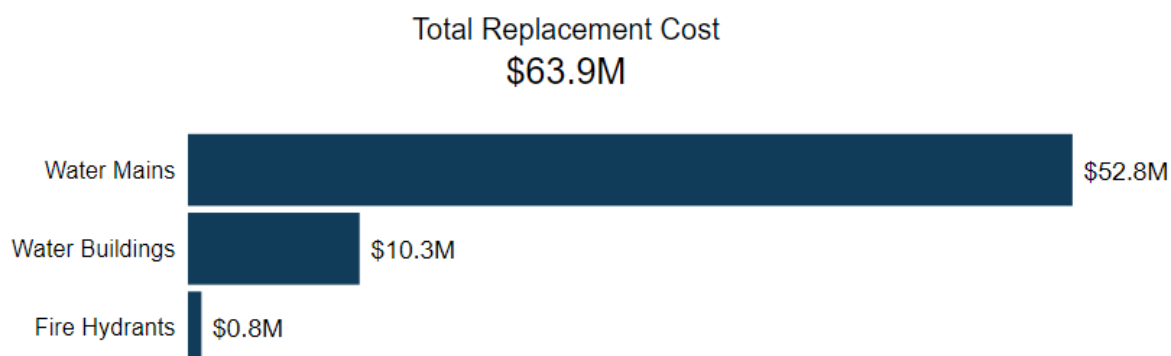 Total Replacement Cost
$63.9M
Water Mains $52.8M
Water Buildings $10.3M
Fire Hydrants $0.8M